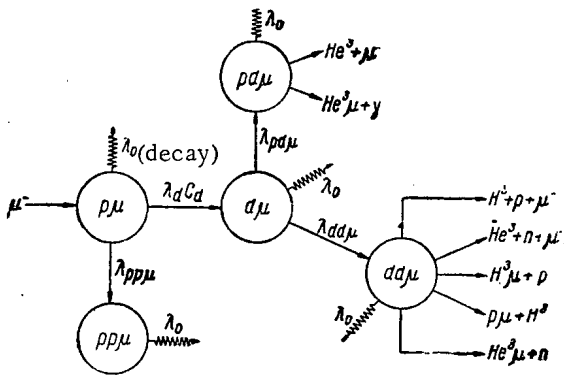 λ₀
He³+μ⁻
pdμ
He³μ+γ
λ₀(decay)
λpdμ
λ₀
μ⁻
pμ
λdCd
dμ
H³+p+μ⁻
λddμ
He³+n+μ⁻
λppμ
ddμ
H³μ+p
λ₀
pμ+H³
ppμ
λ₀
He³μ+n